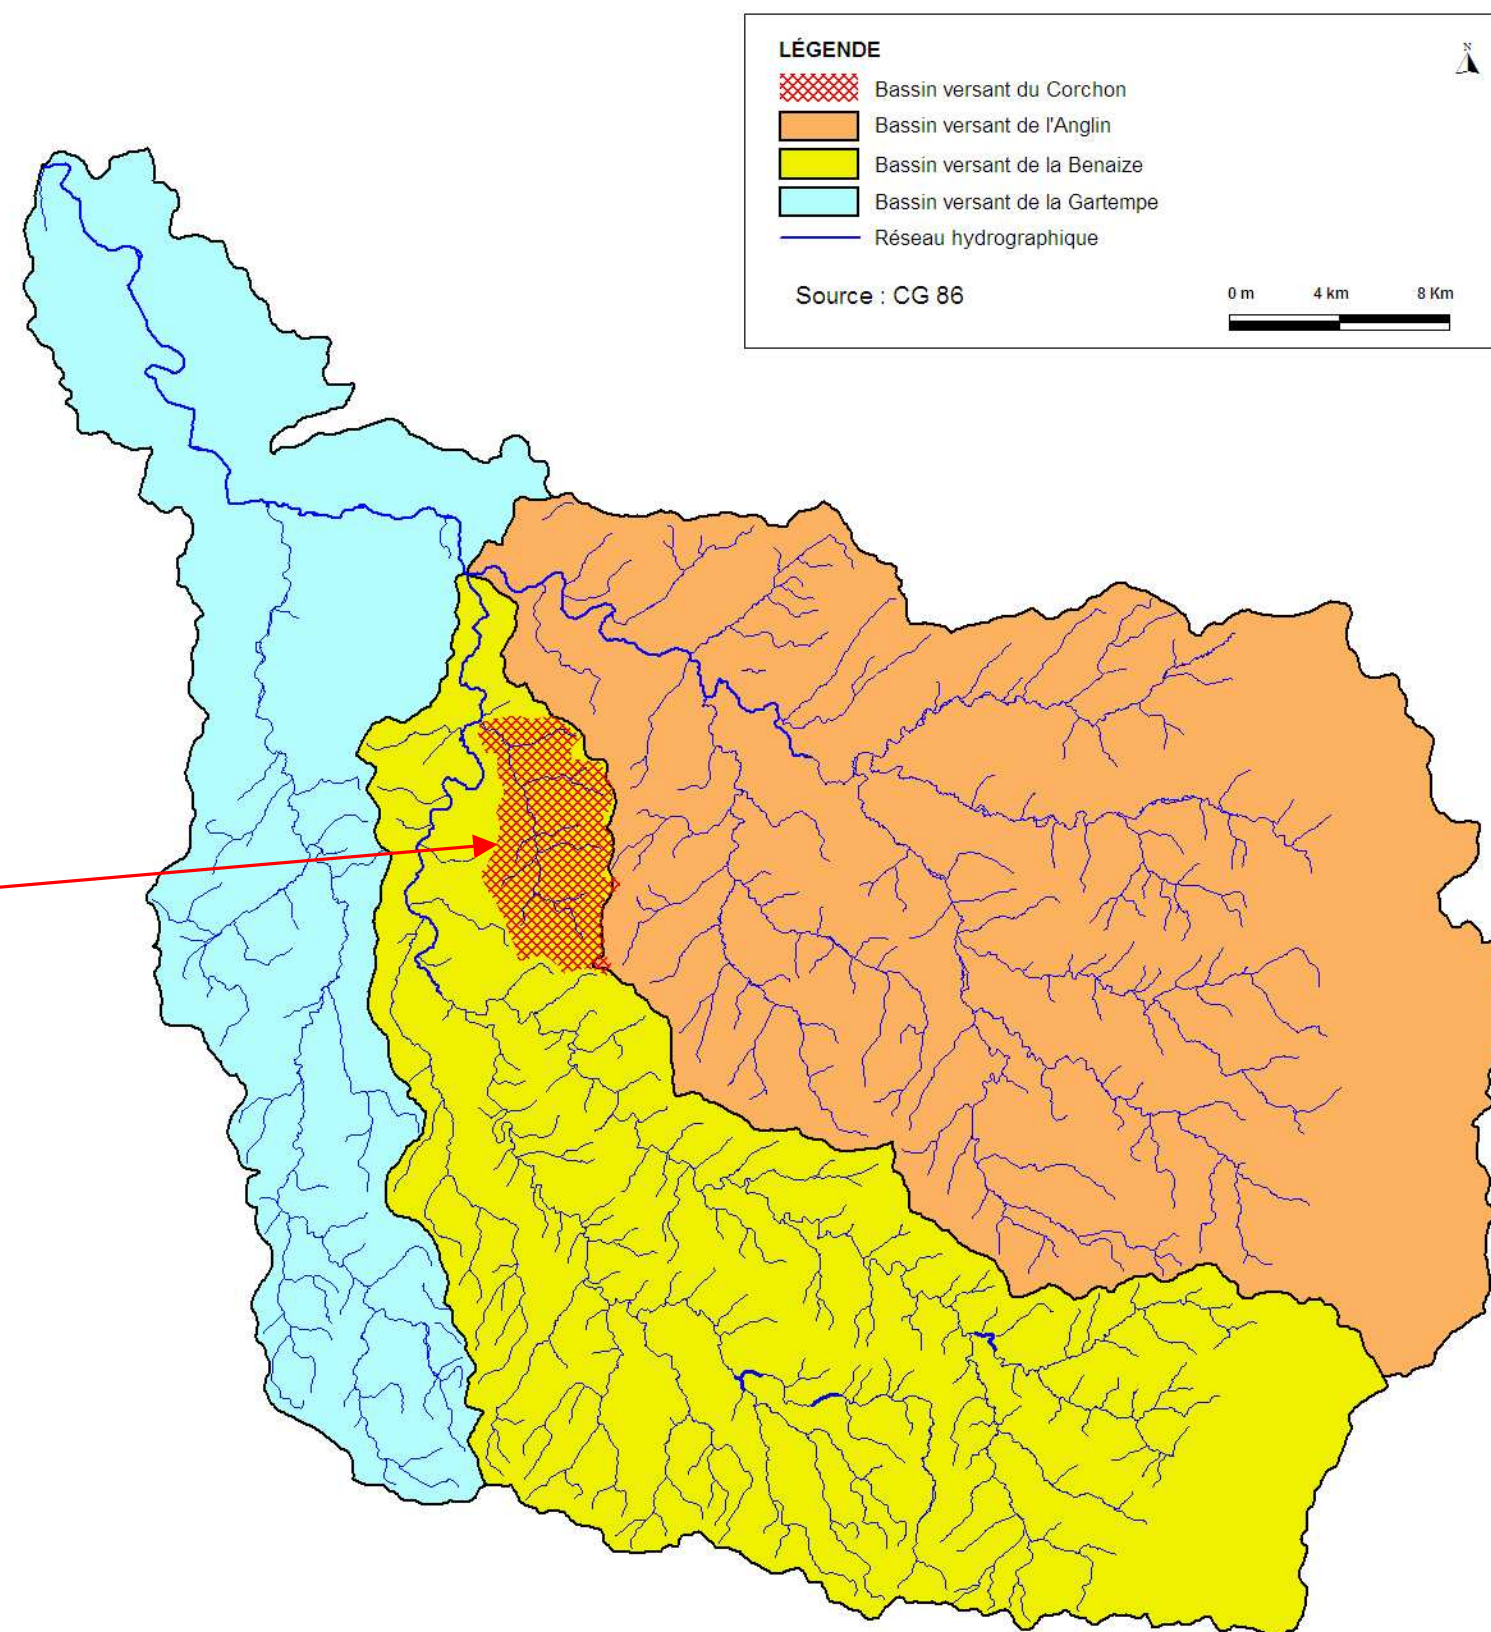 LÉGENDE
N
Bassin versant du Corchon
Bassin versant de l'Anglin
Bassin versant de la Benaize
Bassin versant de la Gartempe
Réseau hydrographique
Source : CG 86
0 m 4 km 8 Km